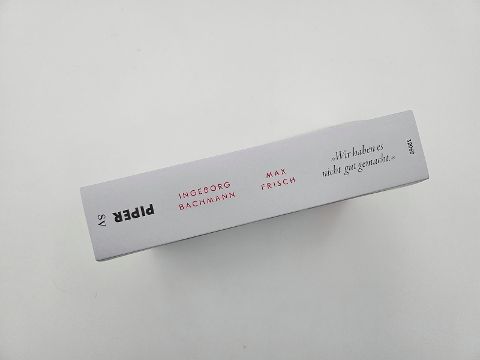 SV
PIPER
INGEBORG
BACHMANN
MAX
FRISCH
»Wir haben es
nicht gut gemacht.«